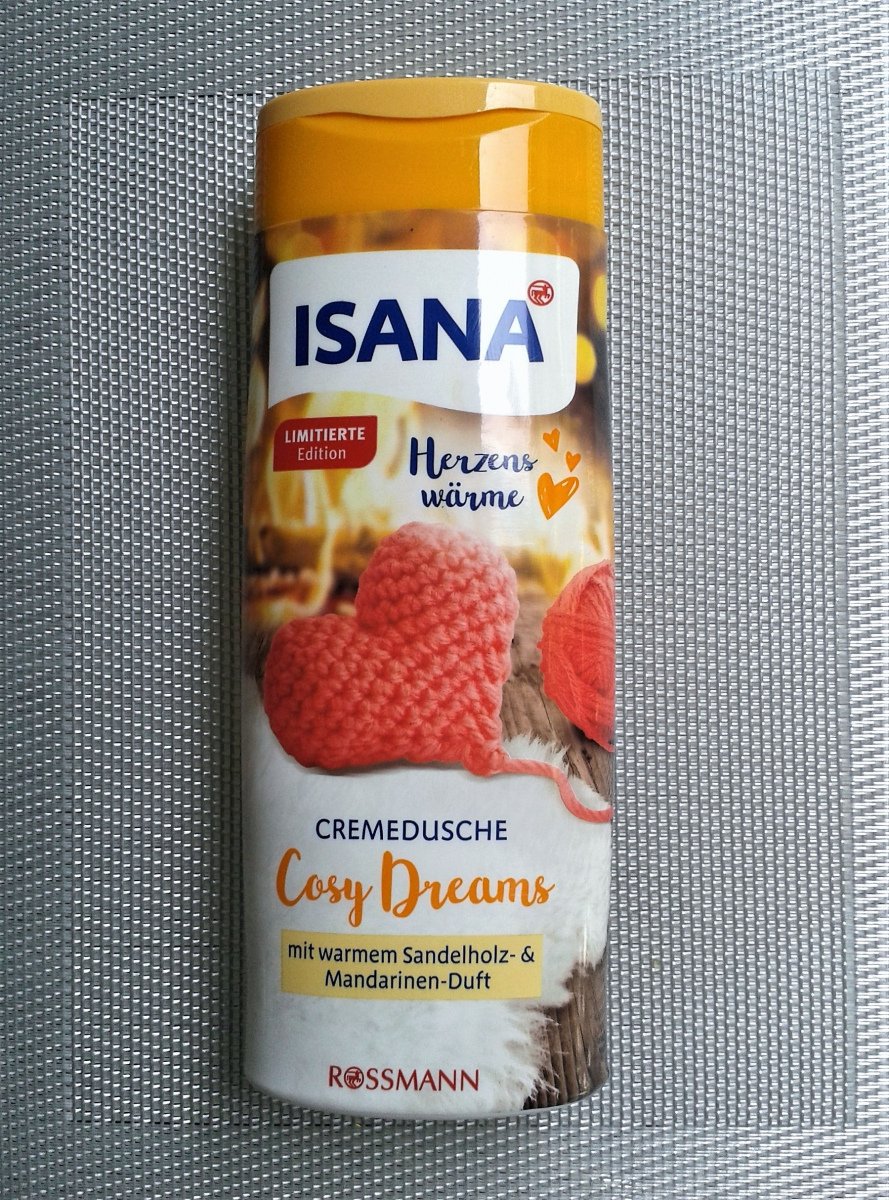 ISANA
LIMITIERTE
Edition
Herzens
wärme
CREMEDUSCHE
Cosy Dreams
mit warmem Sandelholz- &
Mandarinen-Duft
ROSSMANN